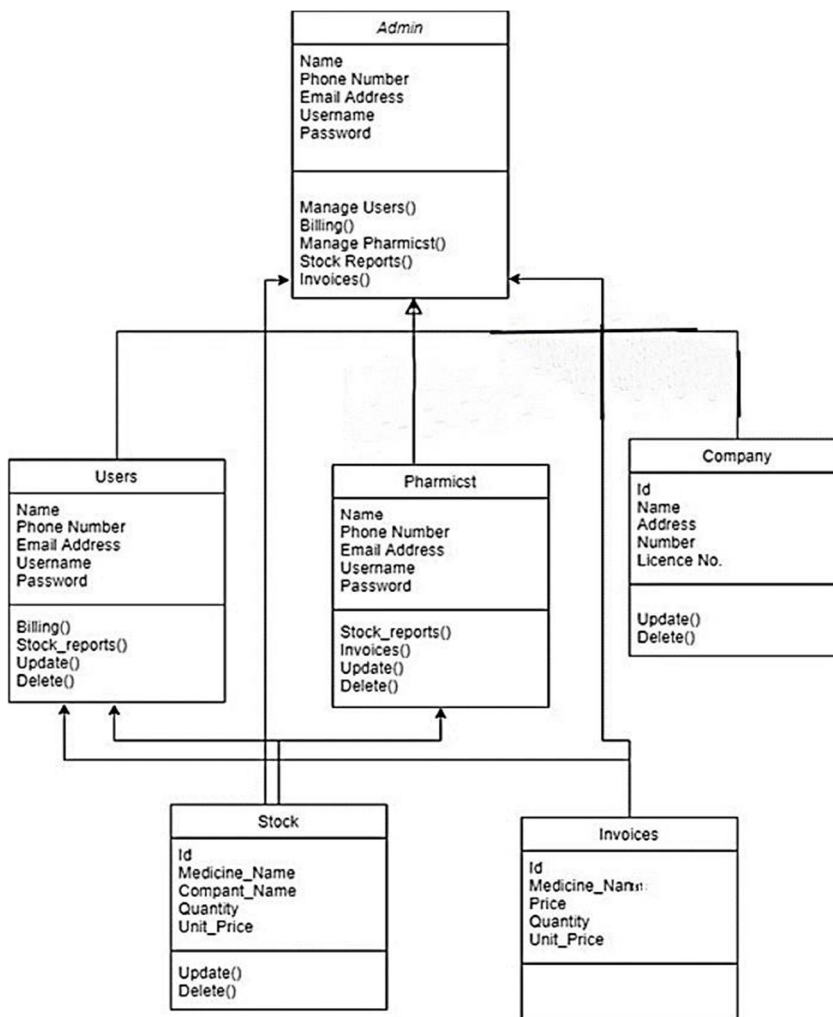 Admin
Name
Phone Number
Email Address
Username
Password
Manage Users()
Billing()
Manage Pharmicst()
Stock Reports()
Invoices()
Users
Name
Phone Number
Email Address
Username
Password
Billing()
Stock_reports()
Update()
Delete()
Pharmicst
Name
Phone Number
Email Address
Username
Password
Stock_reports()
Invoices()
Update()
Delete()
Company
Id
Name
Address
Number
Licence No.
Update()
Delete()
Stock
Id
Medicine_Name
Compant_Name
Quantity
Unit_Price
Update()
Delete()
Invoices
Id
Price
Quantity
Unit_Price